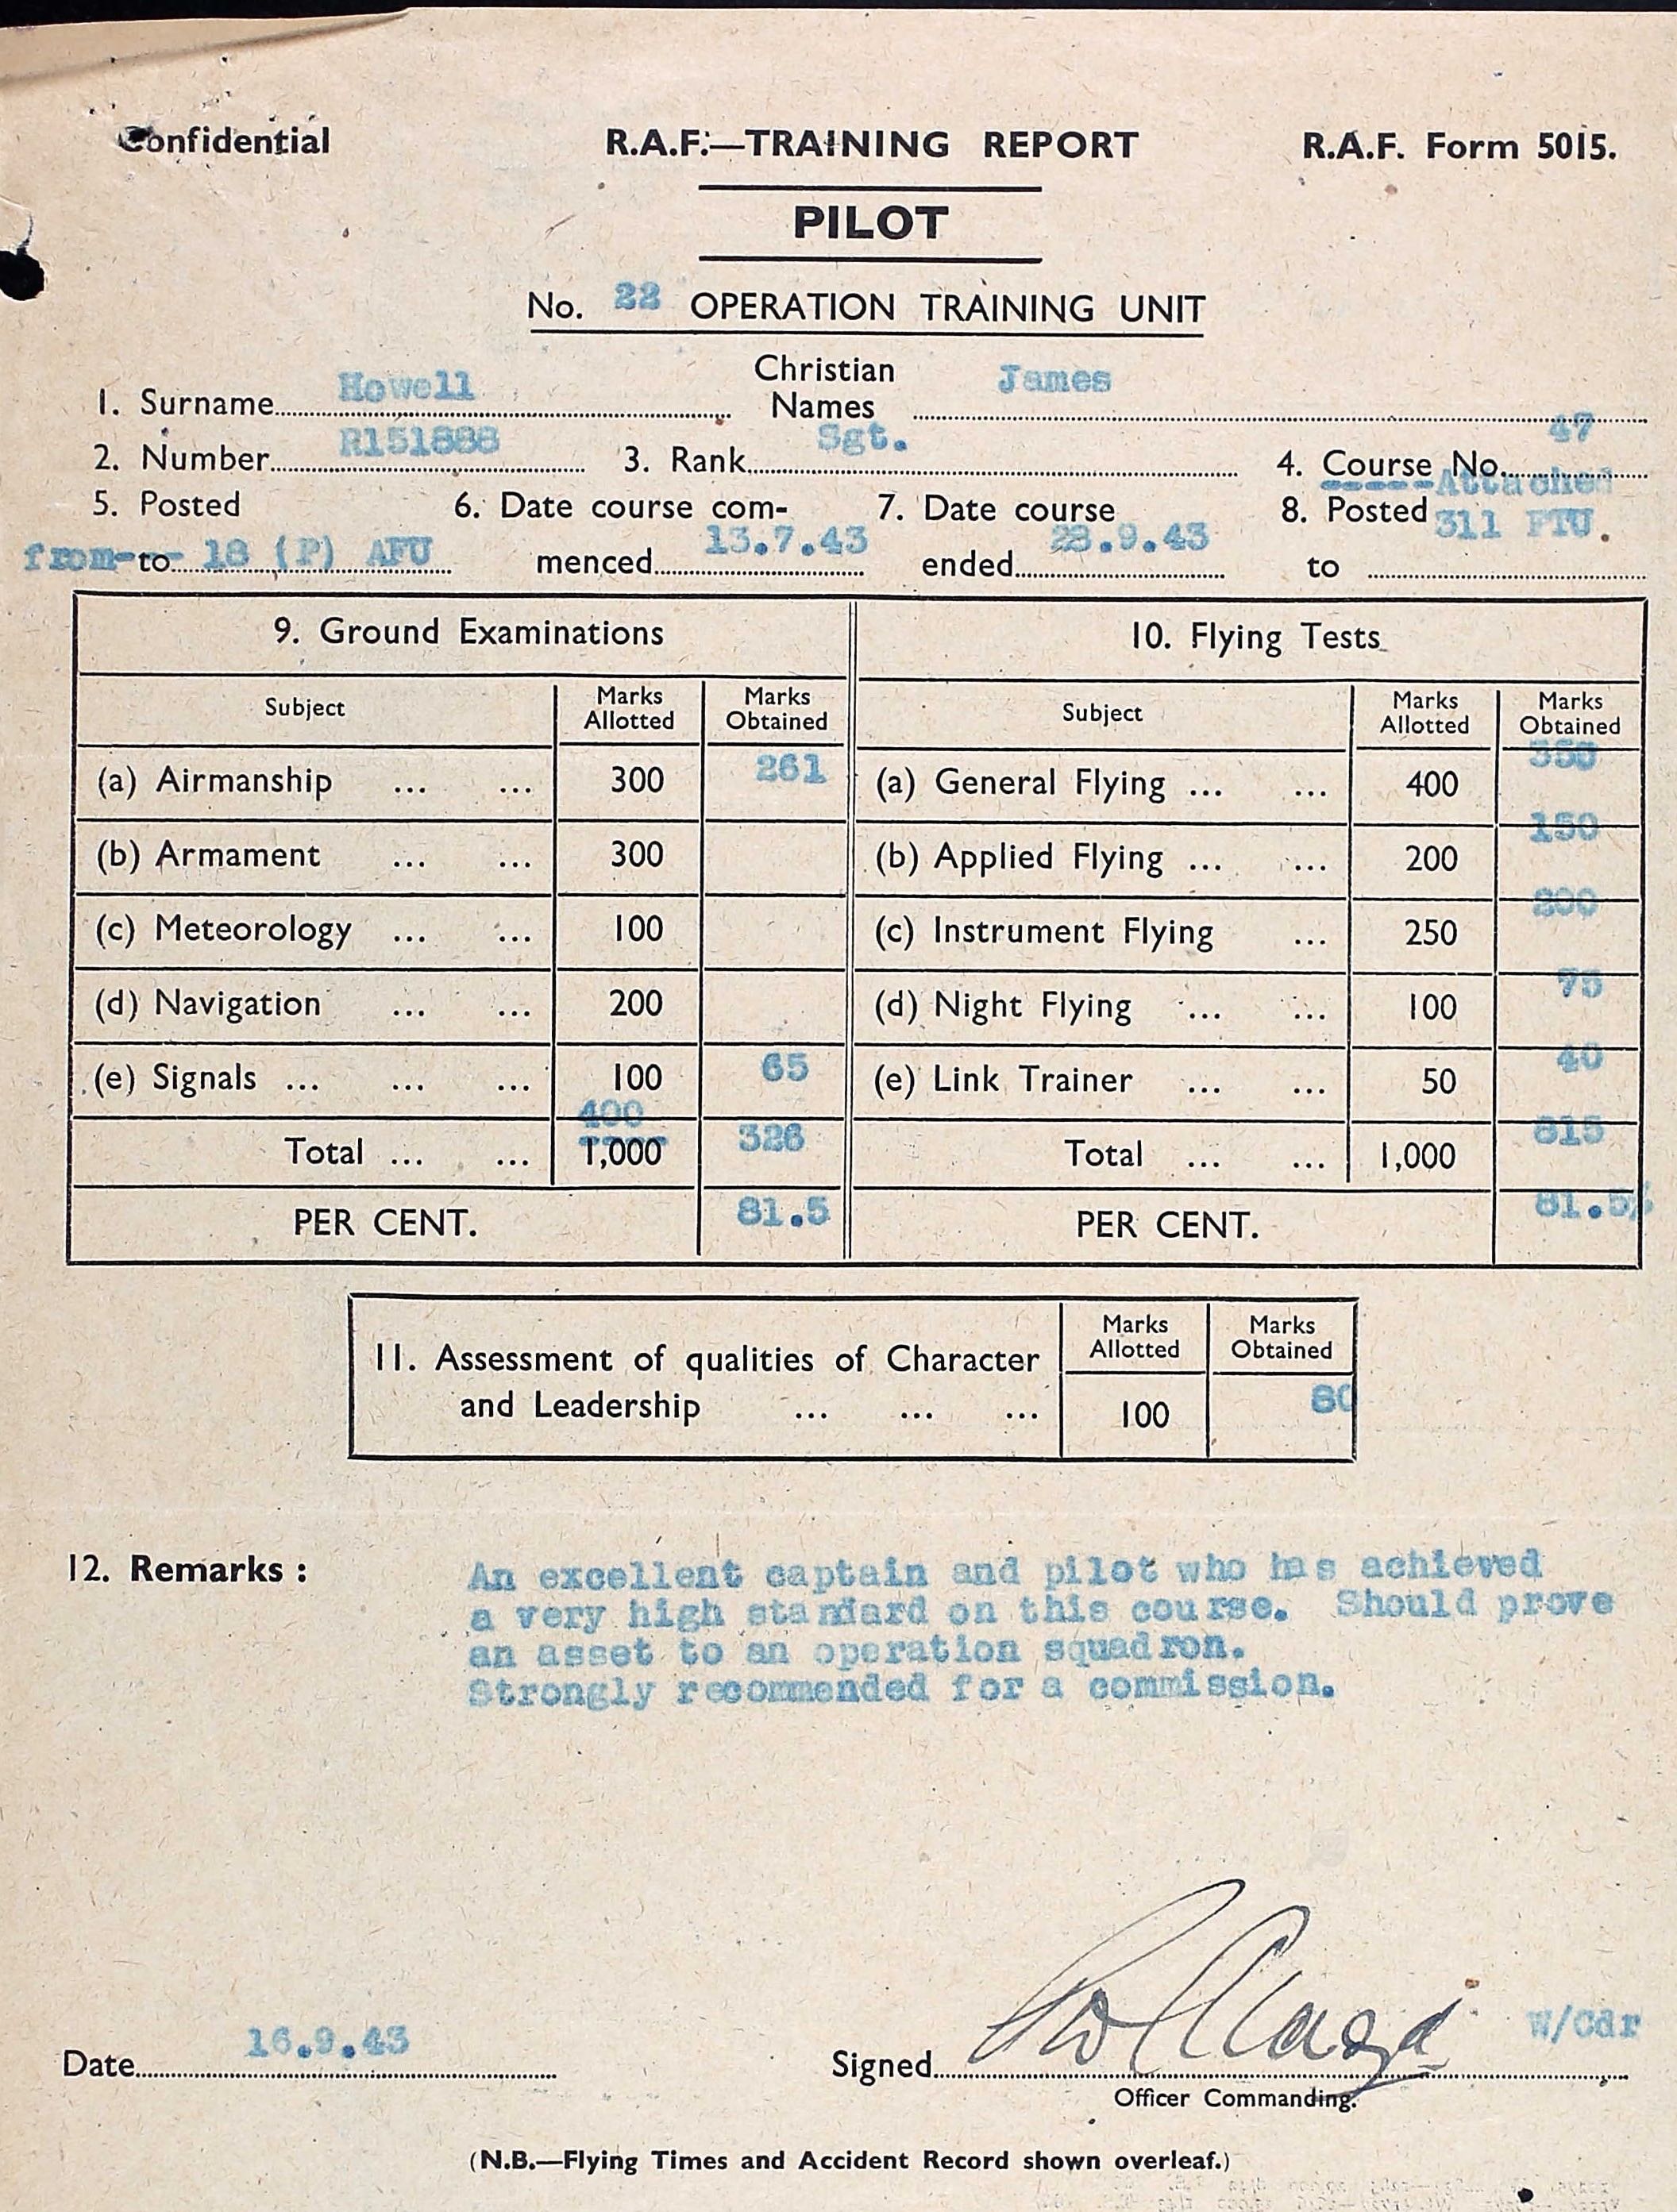 Confidential R.A.F.—TRAINING REPORT R.A.F. Form 5015.
PILOT
No. 22 OPERATION TRAINING UNIT
1. Surname Howell Christian Names James
2. Number R151888 3. Rank Sgt. 4. Course No. 47
5. Posted from to 18 (P) AFU 6. Date course commenced 13.7.43 7. Date course ended 23.9.43 8. Posted to Attached 311 FTU.
9. Ground Examinations 10. Flying Tests
Subject Marks Allotted Marks Obtained Subject Marks Allotted Marks Obtained
(a) Airmanship ... ... 300 261 (a) General Flying ... ... 400 350
(b) Armament ... ... 300 (b) Applied Flying ... ... 200 150
(c) Meteorology ... ... 100 (c) Instrument Flying ... 250 200
(d) Navigation ... ... 200 (d) Night Flying ... ... 100 75
(e) Signals ... ... ... 100 65 (e) Link Trainer ... ... 50 40
Total ... ... 400 1,000 326 Total ... ... 1,000 815
PER CENT. 81.5 PER CENT. 81.5%
Marks Allotted Marks Obtained
11. Assessment of qualities of Character
and Leadership ... ... ... 100 80
12. Remarks : An excellent captain and pilot who has achieved
a very high standard on this course. Should prove
an asset to an operation squadron.
Strongly recommended for a commission.
Date 16.9.43 Signed W/Cdr
Officer Commanding.
(N.B.—Flying Times and Accident Record shown overleaf.)